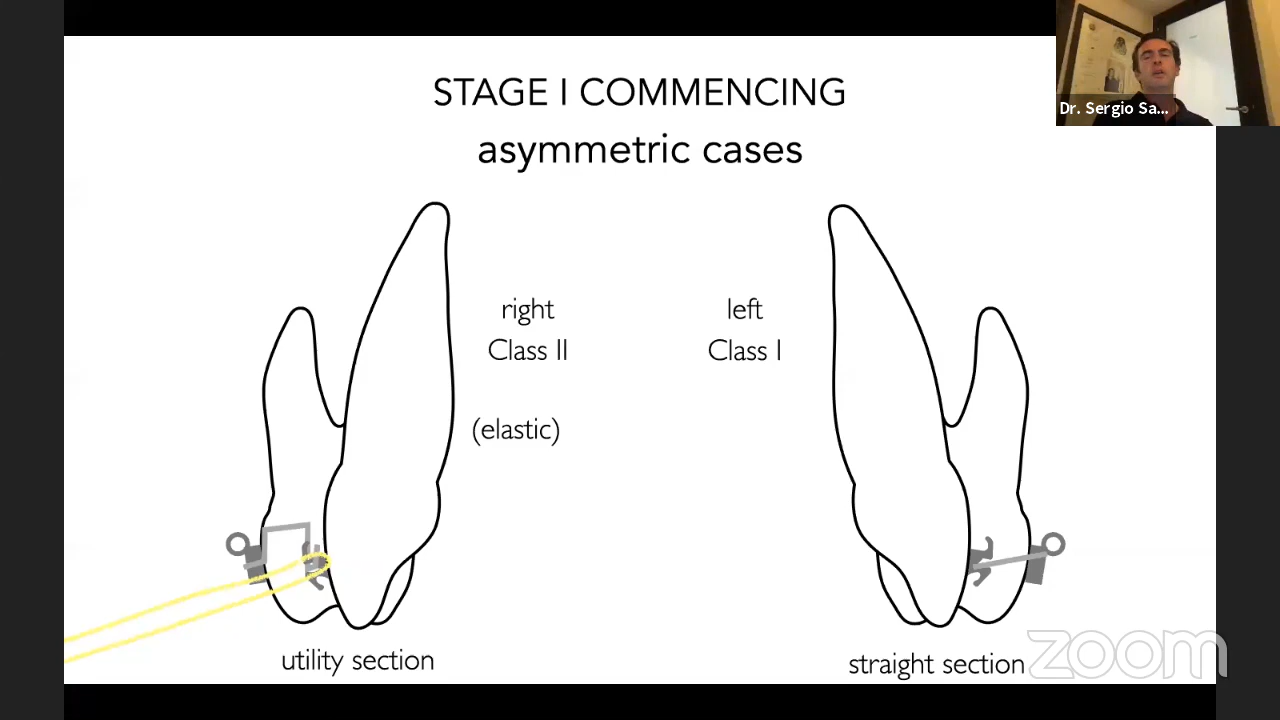 STAGE I COMMENCING
asymmetric cases
Dr. Sergio Sa...
right
Class II
(elastic)
left
Class I
utility section
straight section
zoom